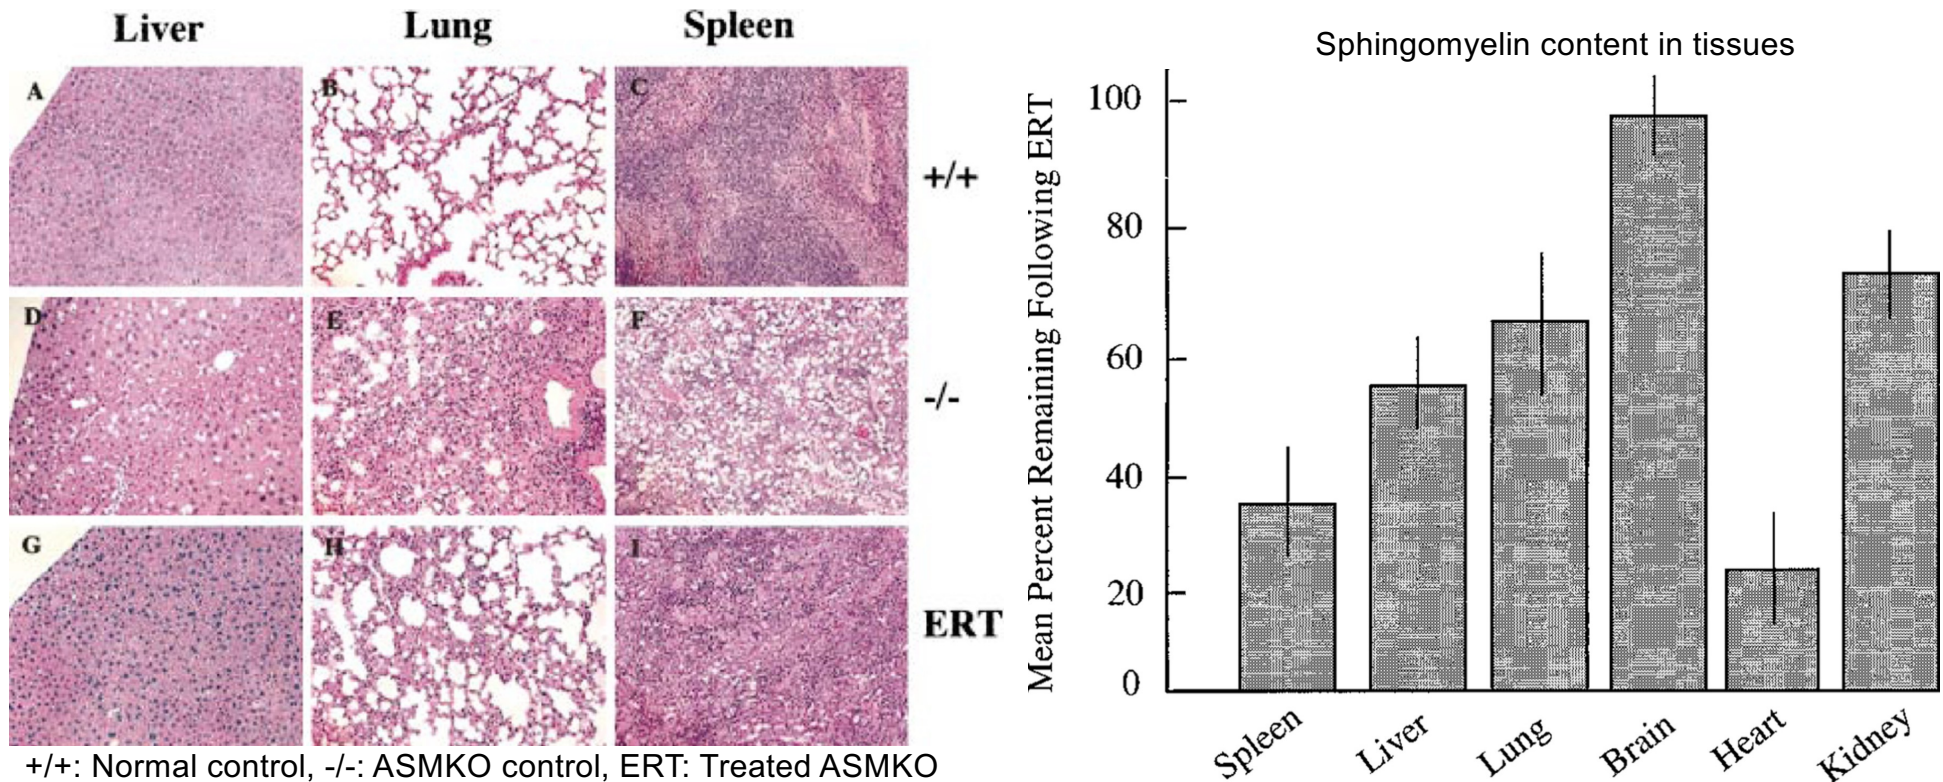 Liver Lung Spleen
A B C
+/+
D E F
-/-
G H I
ERT
+/+: Normal control, -/-: ASMKO control, ERT: Treated ASMKO
Sphingomyelin content in tissues
Mean Percent Remaining Following ERT
100
80
60
40
20
0
Spleen Liver Lung Brain Heart Kidney